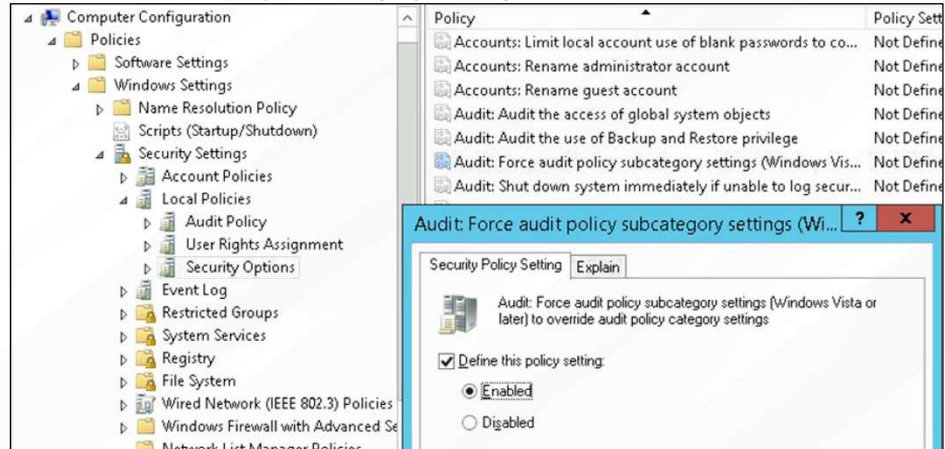 Computer Configuration
Policies
Software Settings
Windows Settings
Name Resolution Policy
Scripts (Startup/Shutdown)
Security Settings
Account Policies
Local Policies
Audit Policy
User Rights Assignment
Security Options
Event Log
Restricted Groups
System Services
Registry
File System
Wired Network (IEEE 802.3) Policies
Windows Firewall with Advanced Se
Network List Manager Policies
Policy Policy Sett
Accounts: Limit local account use of blank passwords to co... Not Define
Accounts: Rename administrator account Not Define
Accounts: Rename guest account Not Define
Audit: Audit the access of global system objects Not Define
Audit: Audit the use of Backup and Restore privilege Not Define
Audit: Force audit policy subcategory settings (Windows Vis... Not Define
Audit: Shut down system immediately if unable to log secur... Not Define
Audit: Force audit policy subcategory settings (Wi... ? x
Security Policy Setting Explain
Audit: Force audit policy subcategory settings (Windows Vista or
later) to override audit policy category settings
Define this policy setting:
Enabled
Disabled